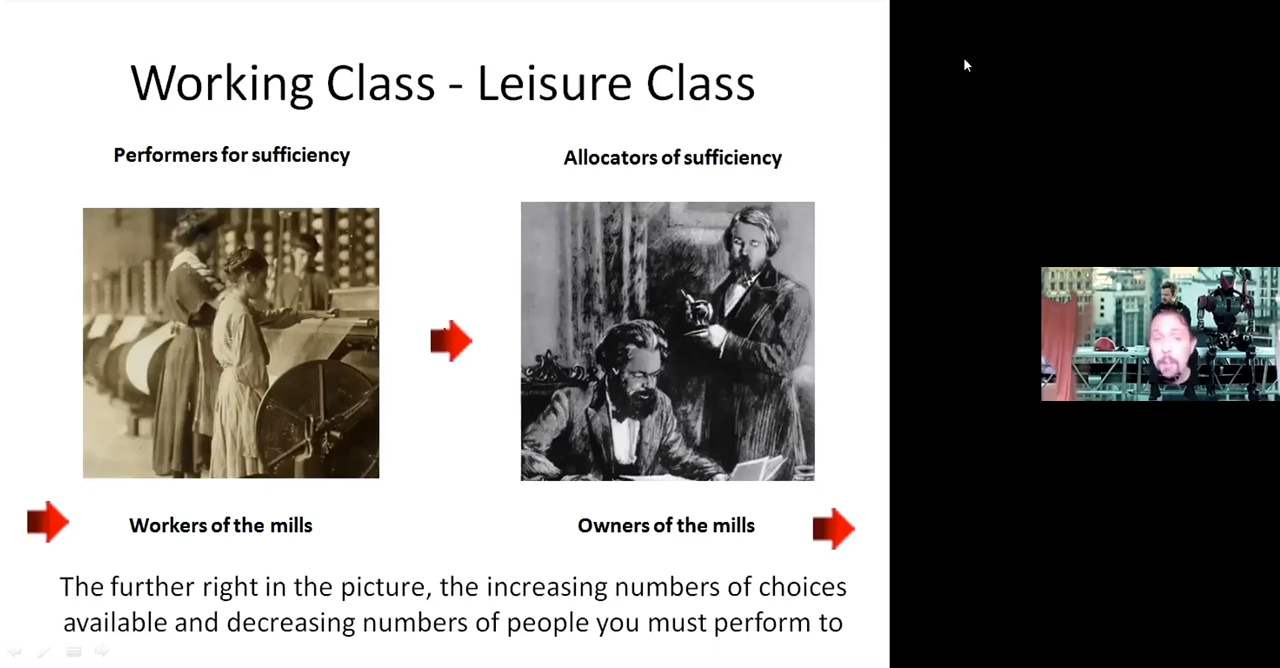 Working Class - Leisure Class
Performers for sufficiency
Allocators of sufficiency
Workers of the mills
Owners of the mills
The further right in the picture, the increasing numbers of choices
available and decreasing numbers of people you must perform to